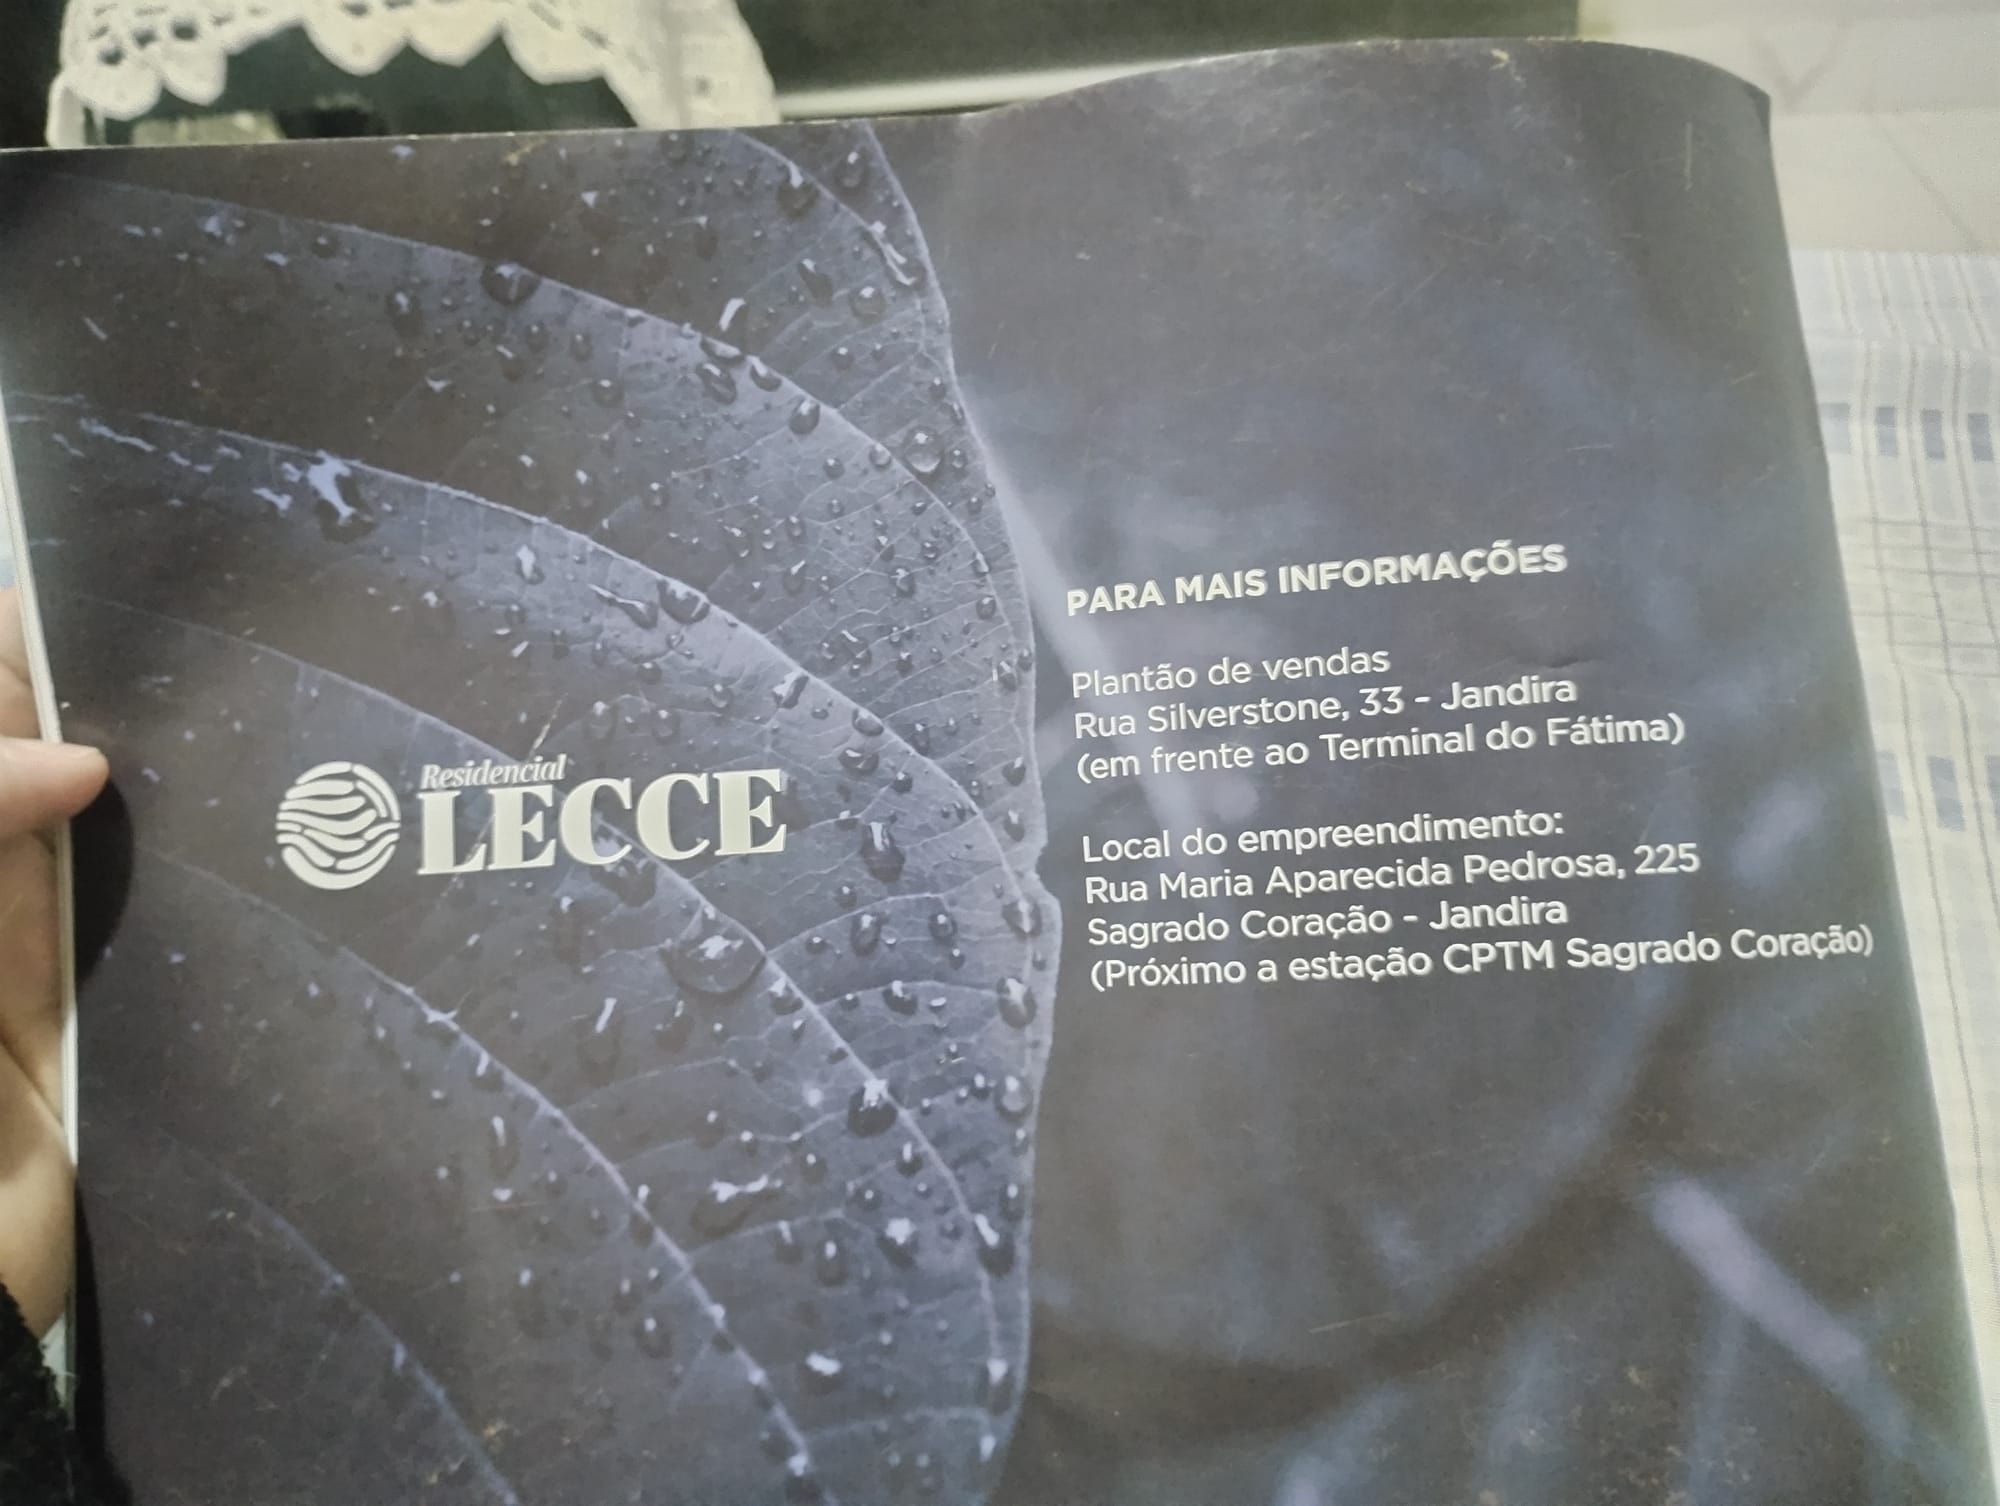 Residencial
LECCE
PARA MAIS INFORMAÇÕES
Plantão de vendas
Rua Silverstone, 33 - Jandira
(em frente ao Terminal do Fátima)
Local do empreendimento:
Rua Maria Aparecida Pedrosa, 225
Sagrado Coração - Jandira
(Próximo a estação CPTM Sagrado Coração)